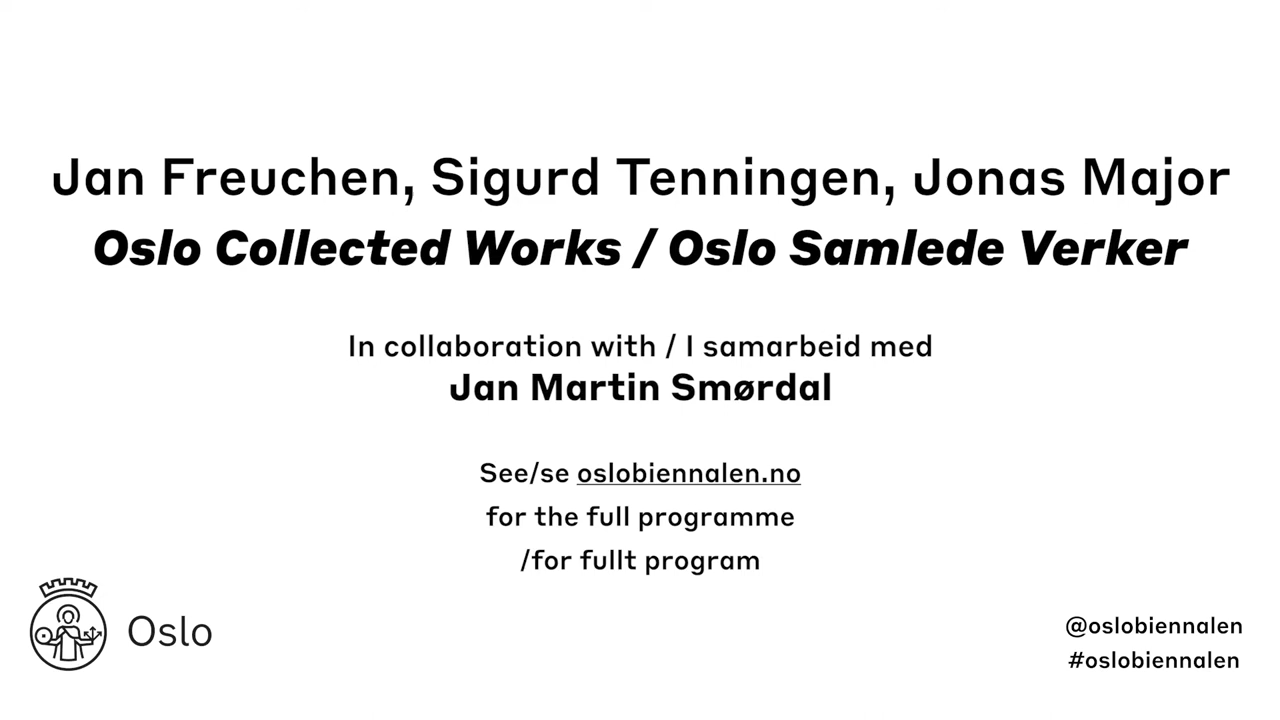 Jan Freuchen, Sigurd Tenningen, Jonas Major
Oslo Collected Works / Oslo Samlede Verker
In collaboration with / I samarbeid med
Jan Martin Smørdal
See/se oslobiennalen.no
for the full programme
/for fullt program
Oslo
@oslobiennalen
#oslobiennalen